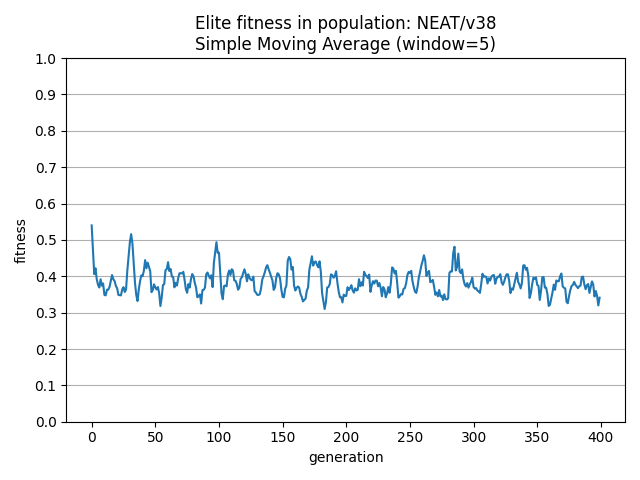 Elite fitness in population: NEAT/v38
Simple Moving Average (window=5)
1.0
0.9
0.8
0.7
0.6
0.5
0.4
0.3
0.2
0.1
0.0
fitness
0 50 100 150 200 250 300 350 400
generation